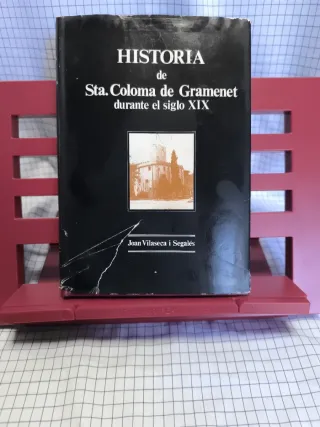 HISTORIA
de
Sta. Coloma de Gramenet
durante el siglo XIX
Joan Vilaseca i Segalés